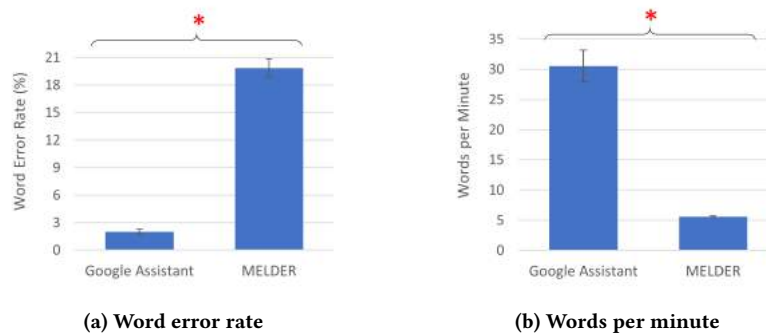 *
21
18
15
12
9
6
3
0
Word Error Rate (%)
Google Assistant
MELDER
(a) Word error rate
*
35
30
25
20
15
10
5
0
Words per Minute
Google Assistant
MELDER
(b) Words per minute